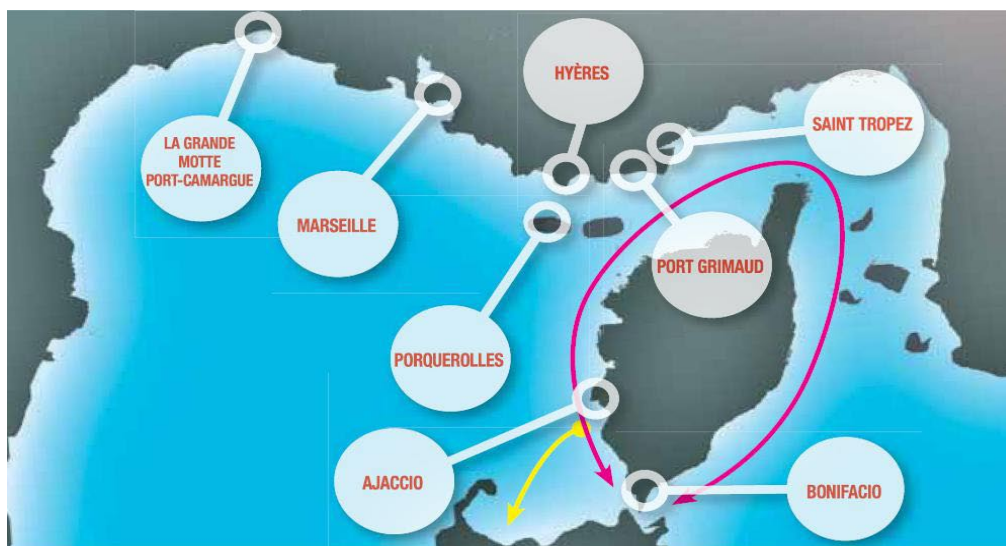 HYÈRES
SAINT TROPEZ
LA GRANDE
MOTTE
PORT-CAMARGUE
MARSEILLE
PORT GRIMAUD
PORQUEROLLES
AJACCIO
BONIFACIO